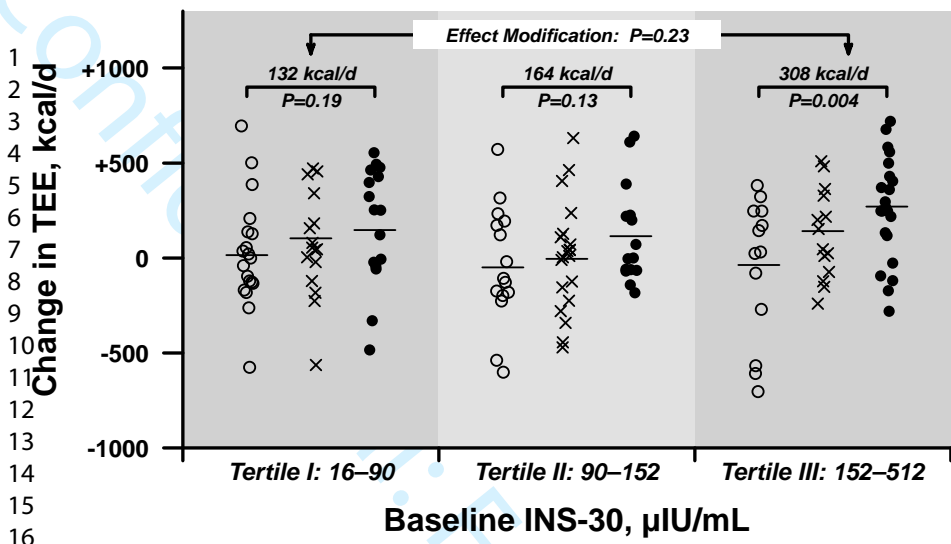 Effect Modification: P=0.23
+1000
132 kcal/d
P=0.19
164 kcal/d
P=0.13
308 kcal/d
P=0.004
+500
0
-500
-1000
Change in TEE, kcal/d
Tertile I: 16–90
Tertile II: 90–152
Tertile III: 152–512
Baseline INS-30, µIU/mL
1
2
3
4
5
6
7
8
9
10
11
12
13
14
15
16